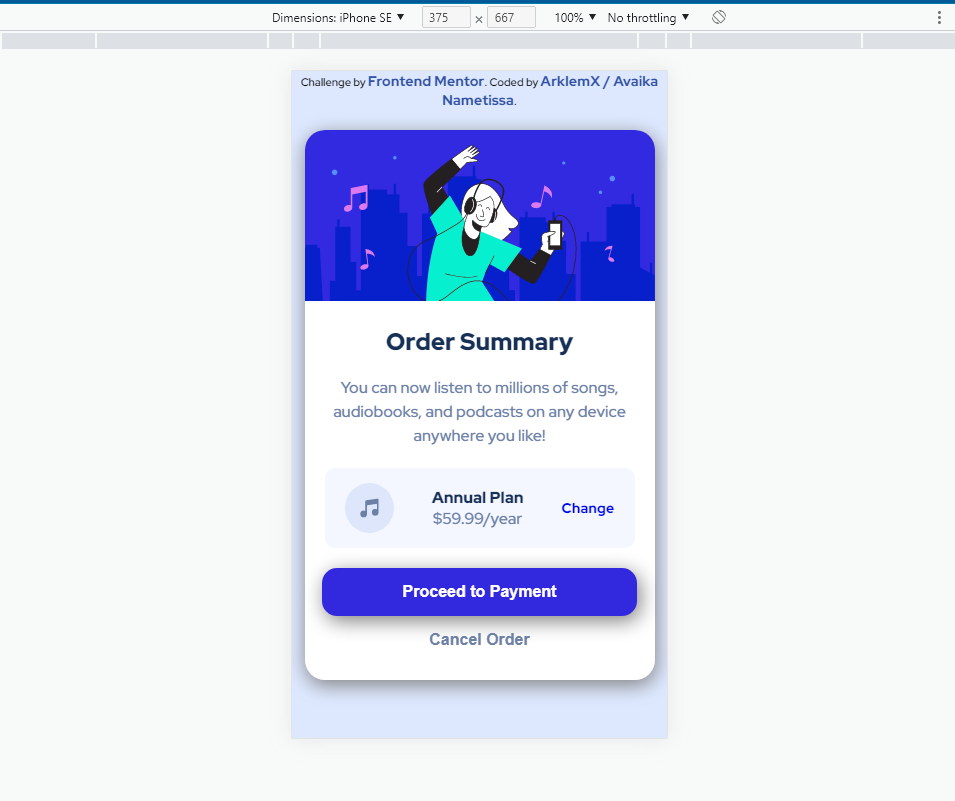 Dimensions: iPhone SE ▼ 375 × 667 100% ▼ No throttling ▼
Challenge by Frontend Mentor. Coded by ArklemX / Avaika
Nametissa.
Order Summary
You can now listen to millions of songs,
audiobooks, and podcasts on any device
anywhere you like!
Annual Plan
$59.99/year
Change
Proceed to Payment
Cancel Order